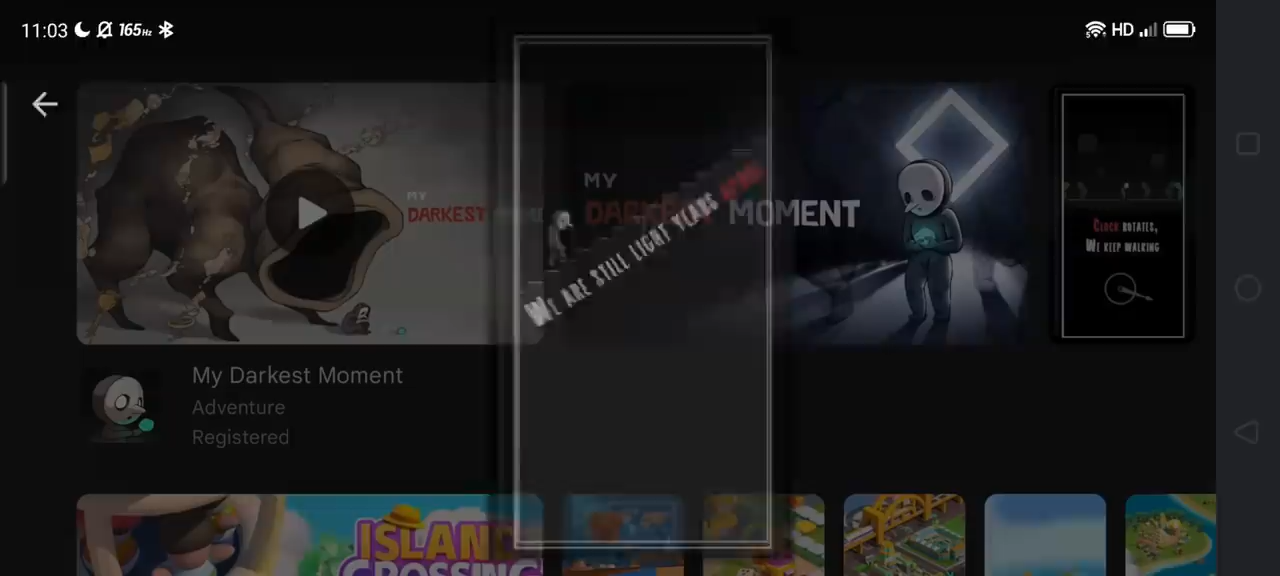 11:03 165Hz HD
MY
DARKEST
MY
DARKEST MOMENT
WE ARE STILL LIGHT YEARS
CLOCK ROTATES,
WE KEEP WALKING
My Darkest Moment
Adventure
Registered
ISLAND
CROSSING